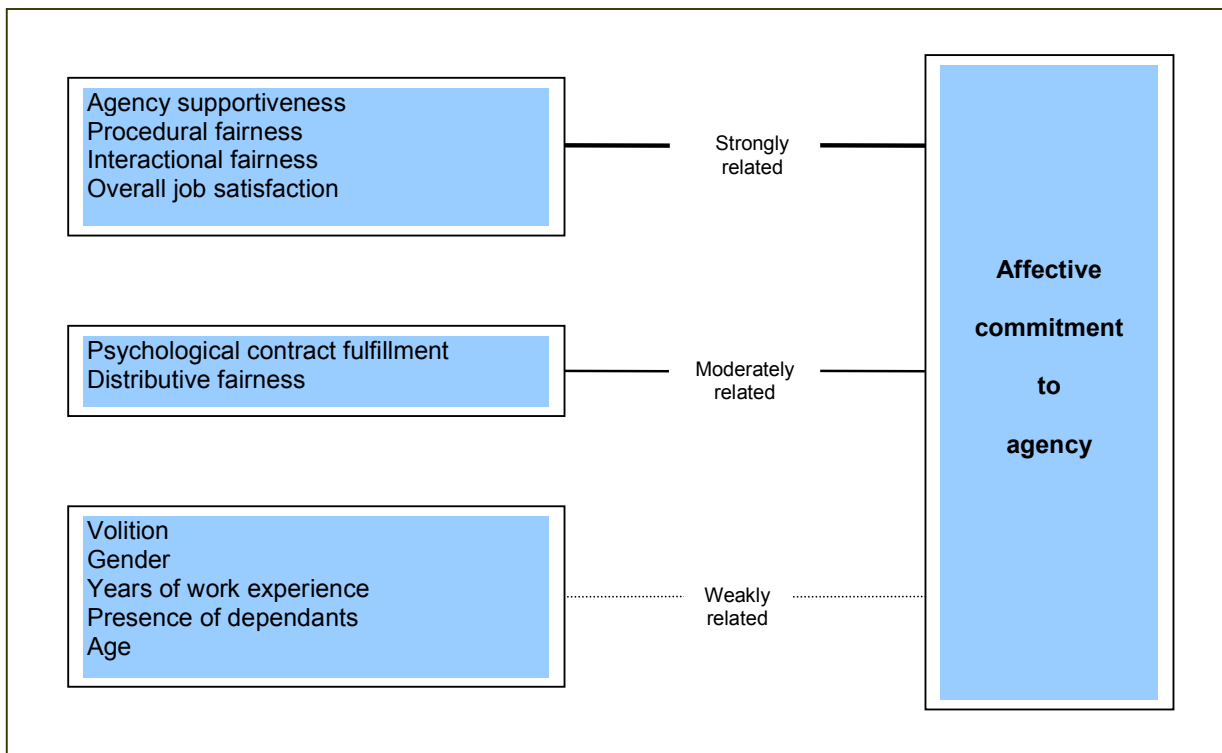 Agency supportiveness
Procedural fairness
Interactional fairness
Overall job satisfaction
Strongly
related
Psychological contract fulfillment
Distributive fairness
Moderately
related
Volition
Gender
Years of work experience
Presence of dependants
Age
Weakly
related
Affective
commitment
to
agency